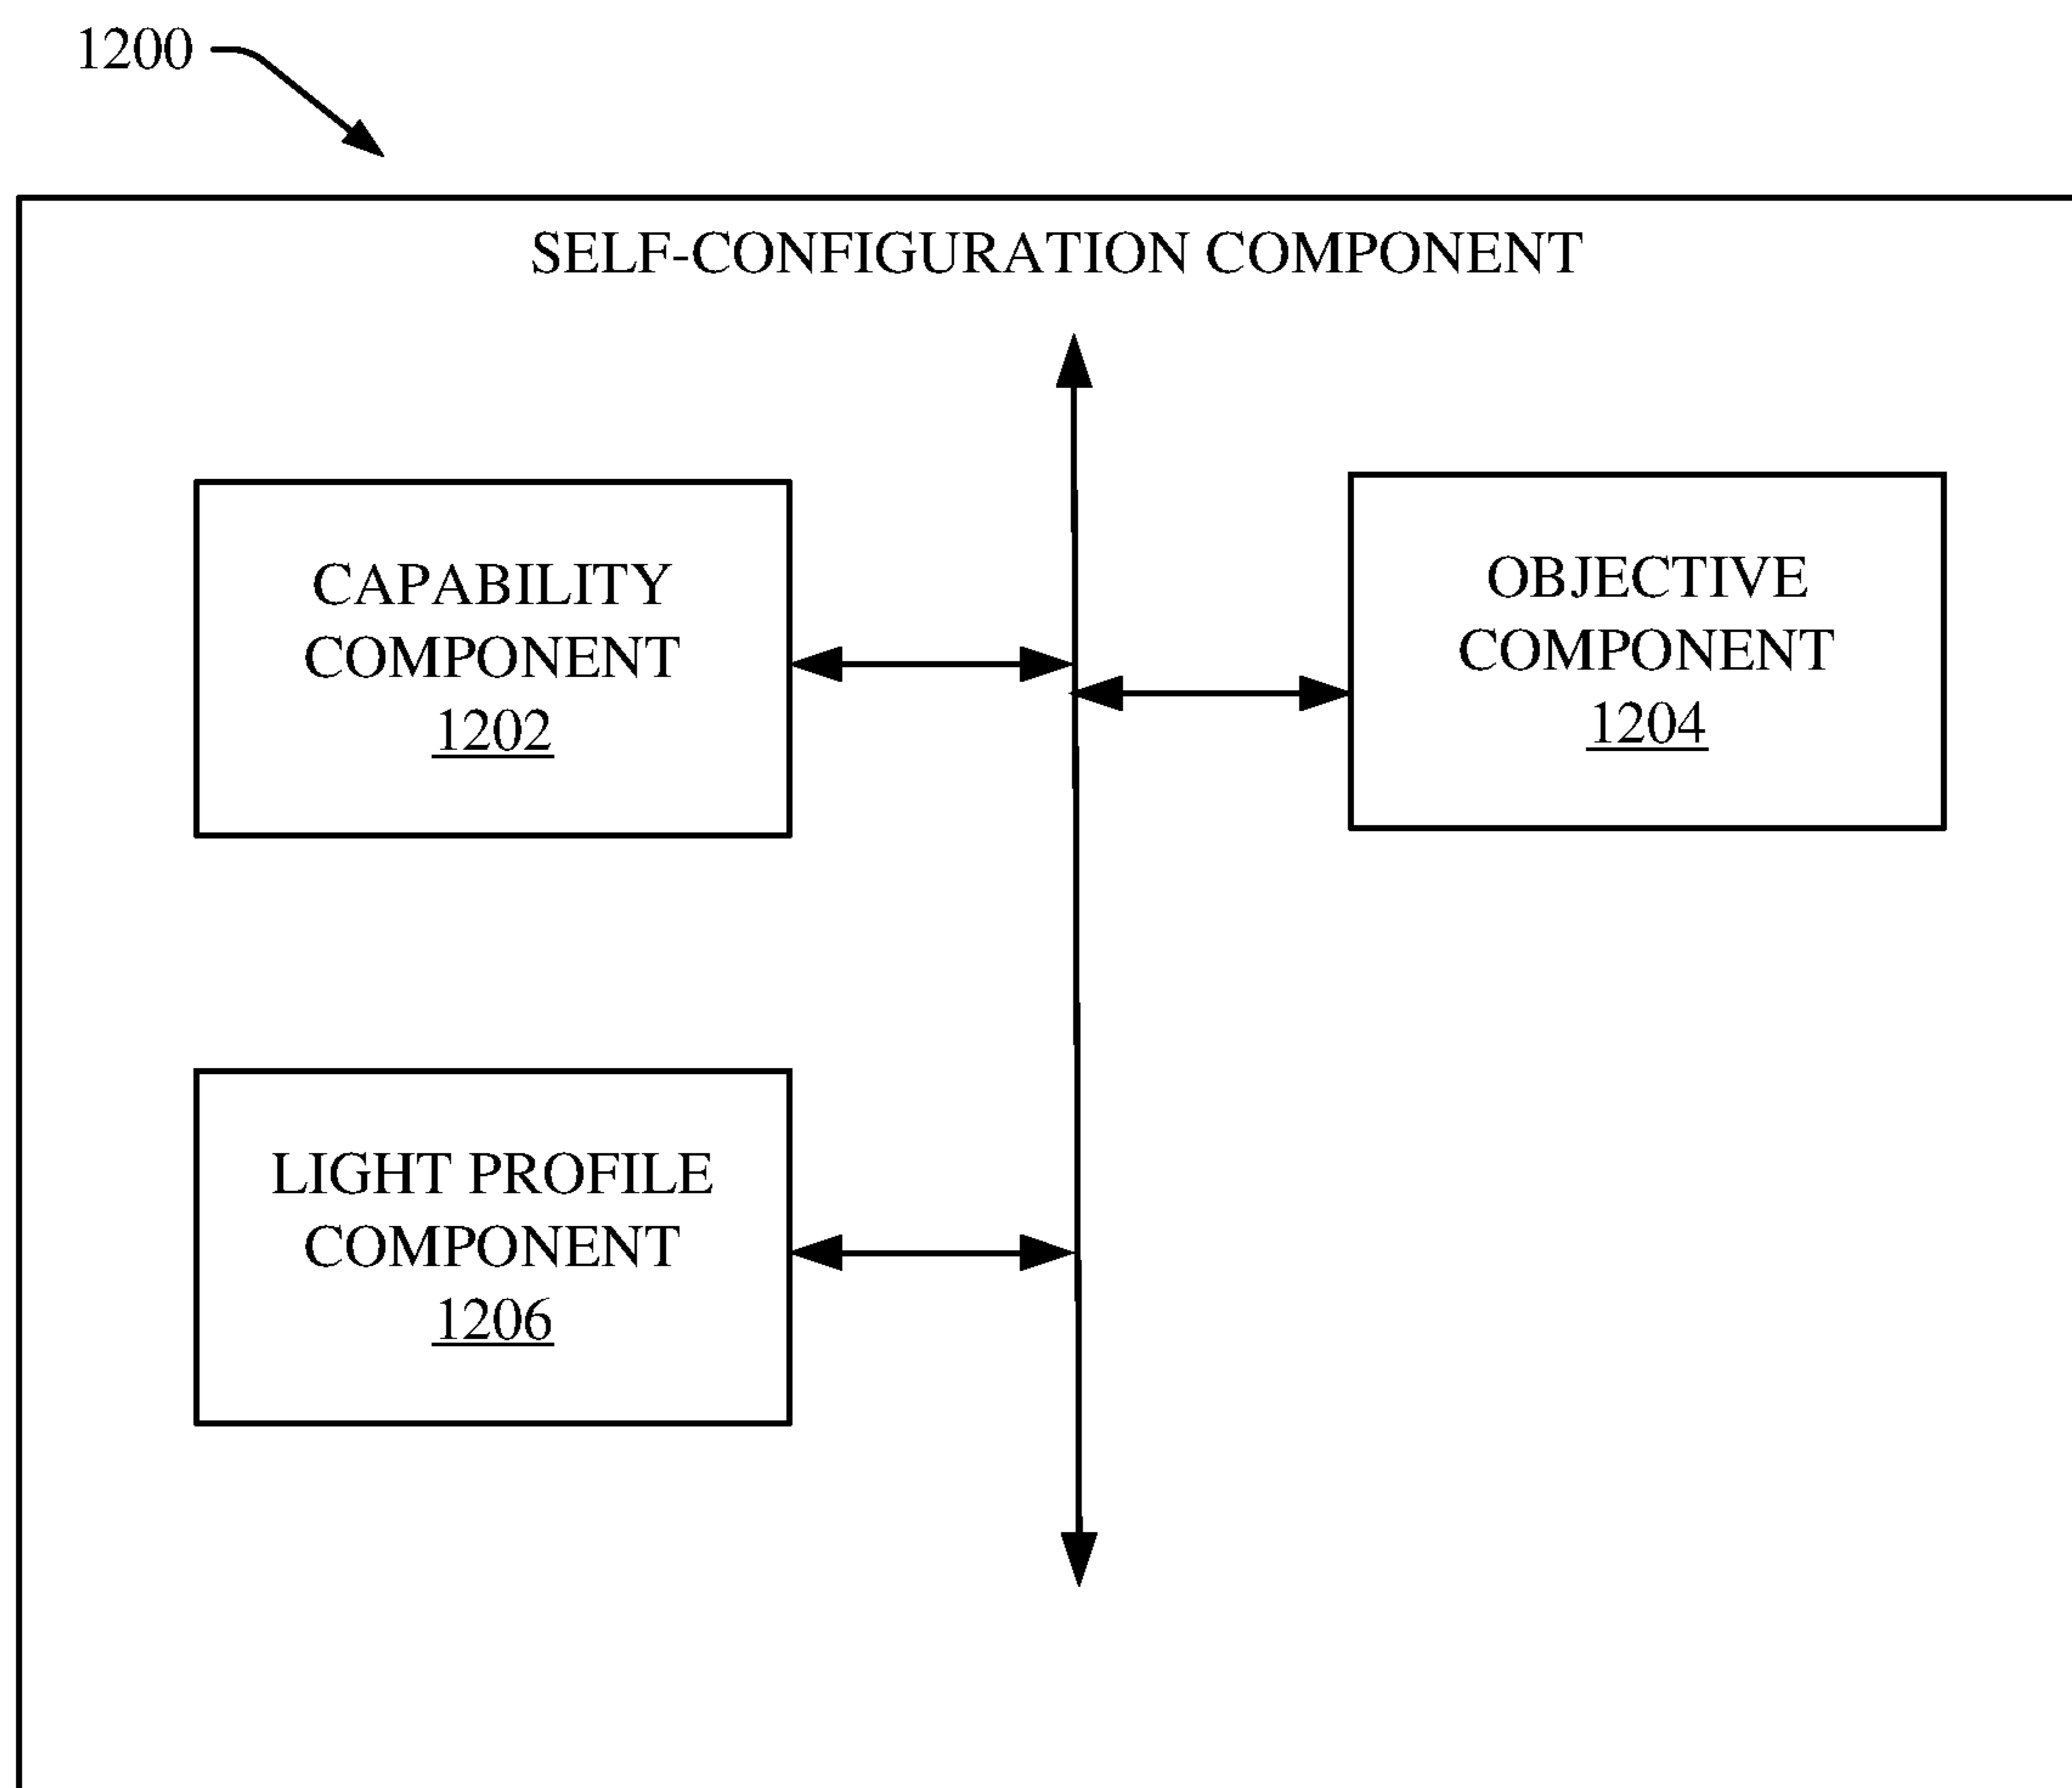 1200
SELF-CONFIGURATION COMPONENT
CAPABILITY
COMPONENT
1202
OBJECTIVE
COMPONENT
1204
LIGHT PROFILE
COMPONENT
1206